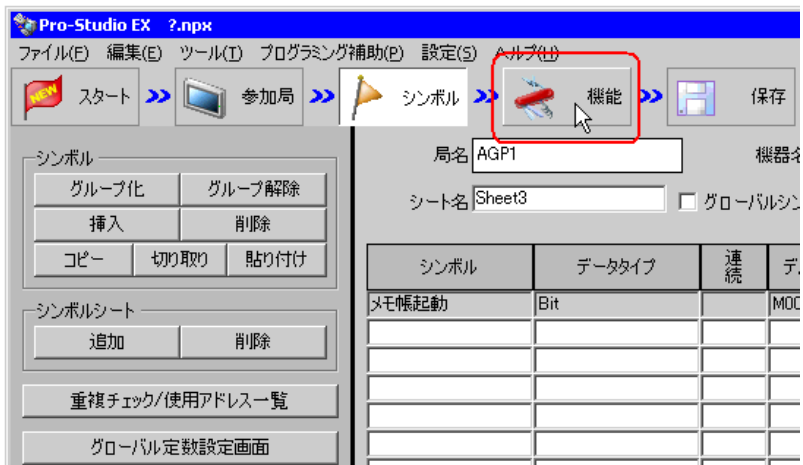 Pro-Studio EX ?.npx
ファイル(F) 編集(E) ツール(T) プログラミング補助(P) 設定(S) ヘルプ(H)
NEW スタート 参加局 シンボル 機能 保存
シンボル
グループ化 グループ解除
挿入 削除
コピー 切り取り 貼り付け
シンボルシート
追加 削除
重複チェック/使用アドレス一覧
グローバル定数設定画面
局名 AGP1 機器名
シート名 Sheet3 グローバルシン
シンボル データタイプ 連続 デ
メモ帳起動 Bit M00